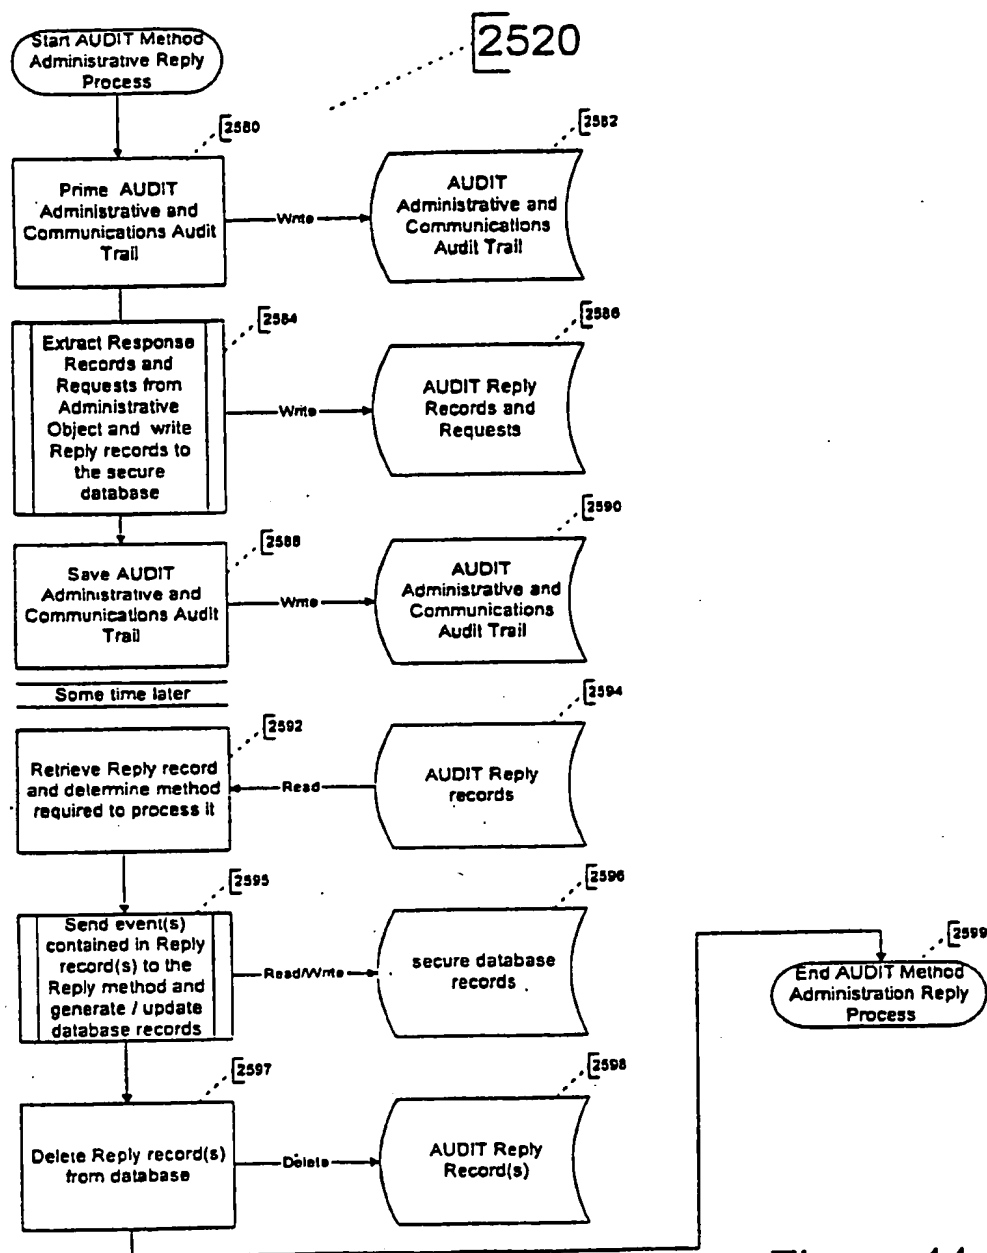 2520
Start AUDIT Method
Administrative Reply
Process
2580
Prime AUDIT
Administrative and
Communications Audit
Trail
Write
2582
AUDIT
Administrative and
Communications
Audit Trail
2584
Extract Response
Records and
Requests from
Administrative
Object and write
Reply records to
the secure
database
Write
2586
AUDIT Reply
Records and
Requests
2588
Save AUDIT
Administrative and
Communications Audit
Trail
Write
2590
AUDIT
Administrative and
Communications
Audit Trail
Some time later
2592
Retrieve Reply record
and determine method
required to process it
Read
2594
AUDIT Reply
records
2595
Send event(s)
contained in Reply
record(s) to the
Reply method and
generate / update
database records
Read/Write
2596
secure database
records
2597
Delete Reply record(s)
from database
Delete
2598
AUDIT Reply
Record(s)
2599
End AUDIT Method
Administration Reply
Process